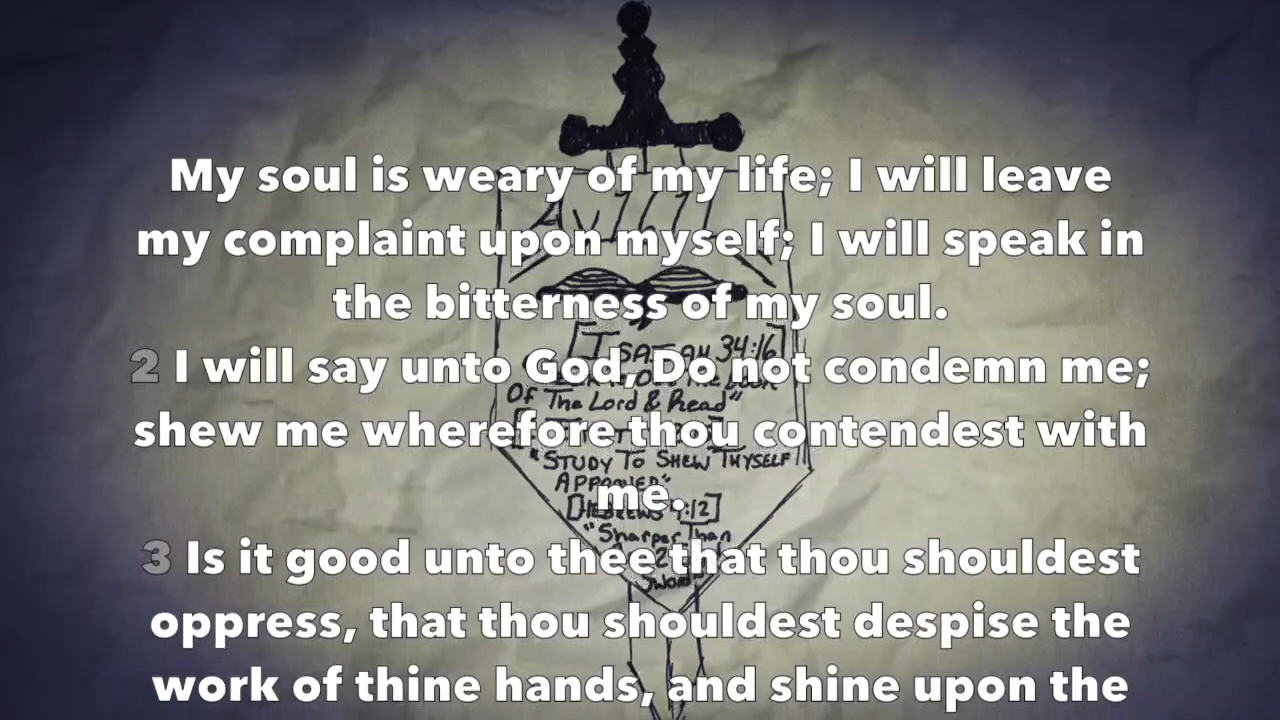 My soul is weary of my life; I will leave
my complaint upon myself; I will speak in
the bitterness of my soul.
2 I will say unto God, Do not condemn me;
shew me wherefore thou contendest with
me.
3 Is it good unto thee that thou shouldest
oppress, that thou shouldest despise the
work of thine hands, and shine upon the
Av 1611
[ISAIAH 34:16]
Of The Lord & Read"
"STUDY TO SHEW THYSELF
APPROVED"
[HEBREWS 4:12]
"Sharper Than
2
Sword"